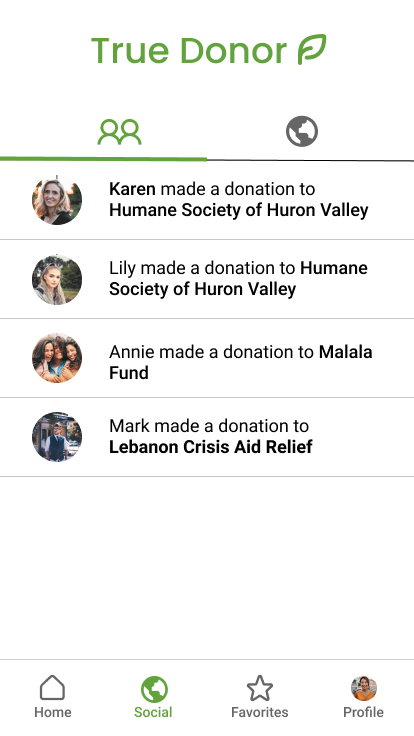 True Donor
Karen made a donation to
Humane Society of Huron Valley
Lily made a donation to Humane
Society of Huron Valley
Annie made a donation to Malala
Fund
Mark made a donation to
Lebanon Crisis Aid Relief
Home
Social
Favorites
Profile